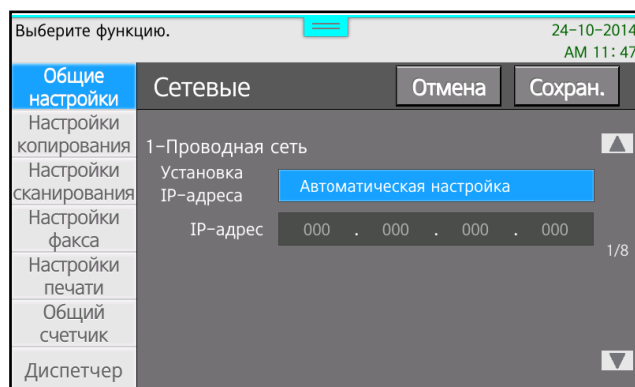 Выберите функцию.
24-10-2014
AM 11:47
Общие
настройки
Сетевые
Отмена
Сохран.
Настройки
копирования
Настройки
сканирования
Настройки
факса
Настройки
печати
Общий
счетчик
Диспетчер
1-Проводная сеть
Установка
IP-адреса
Автоматическая настройка
IP-адрес
000 . 000 . 000 . 000
1/8